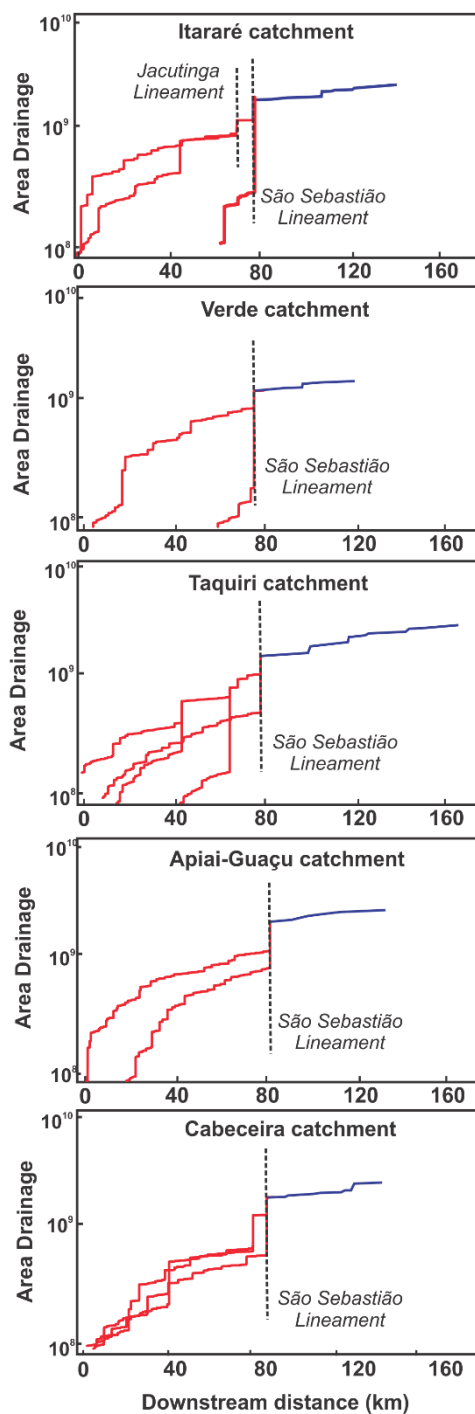 Itararé catchment
10¹⁰
Jacutinga
Lineament
Area Drainage
10⁹
São Sebastião
Lineament
10⁸
0 40 80 120 160
Verde catchment
10¹⁰
Area Drainage
10⁹
São Sebastião
Lineament
10⁸
0 40 80 120 160
Taquiri catchment
10¹⁰
Area Drainage
10⁹
São Sebastião
Lineament
10⁸
0 40 80 120 160
Apiai-Guaçu catchment
10¹⁰
Area Drainage
10⁹
São Sebastião
Lineament
10⁸
0 40 80 120 160
Cabeceira catchment
10¹⁰
Area Drainage
10⁹
São Sebastião
Lineament
10⁸
0 40 80 120 160
Downstream distance (km)